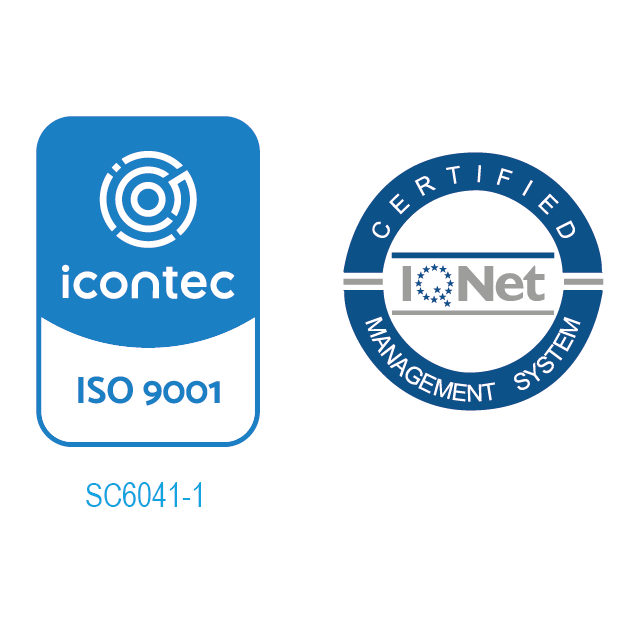 icontec
ISO 9001
SC6041-1
CERTIFIED
IQNet
MANAGEMENT SYSTEM